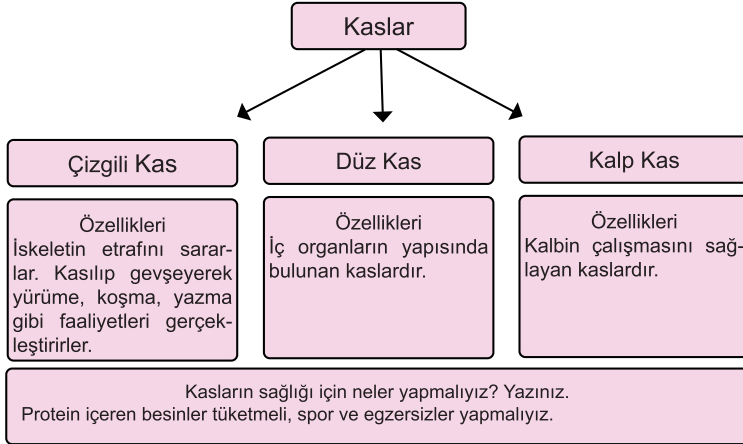 Kaslar
Çizgili Kas
Düz Kas
Kalp Kas
Özellikleri
İskeletin etrafını sarar-
lar. Kasılıp gevşeyerek
yürüme, koşma, yazma
gibi faaliyetleri gerçek-
leştirirler.
Özellikleri
İç organların yapısında
bulunan kaslardır.
Özellikleri
Kalbin çalışmasını sağ-
layan kaslardır.
Kasların sağlığı için neler yapmalıyız? Yazınız.
Protein içeren besinler tüketmeli, spor ve egzersizler yapmalıyız.